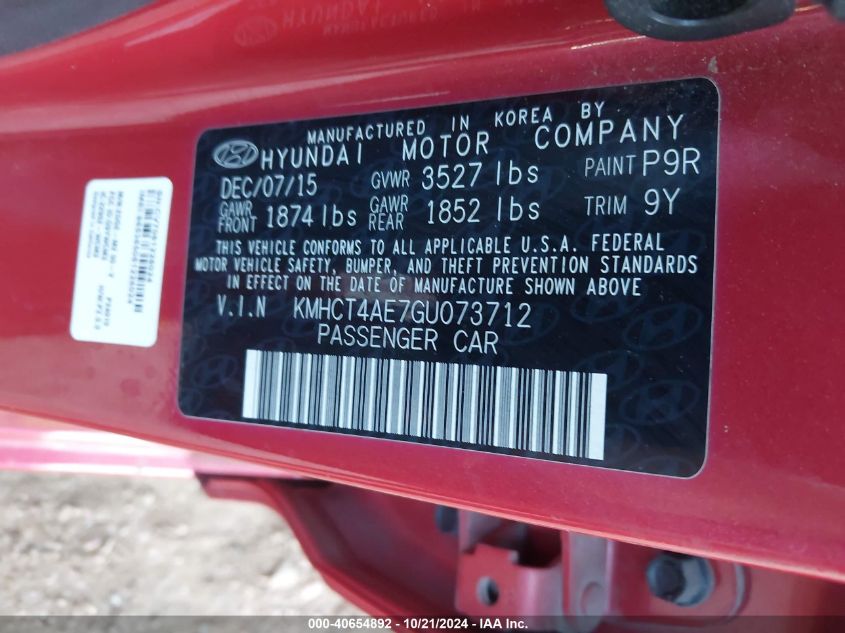 MANUFACTURED IN KOREA BY
HYUNDAI MOTOR COMPANY
DEC/07/15 GVWR 3527 lbs PAINT P9R
GAWR FRONT 1874 lbs GAWR REAR 1852 lbs TRIM 9Y
THIS VEHICLE CONFORMS TO ALL APPLICABLE U.S.A. FEDERAL
MOTOR VEHICLE SAFETY, BUMPER, AND THEFT PREVENTION STANDARDS
IN EFFECT ON THE DATE OF MANUFACTURE SHOWN ABOVE
V.I.N KMHCT4AE7GU073712
PASSENGER CAR
000-40654892 - 10/21/2024 - IAA Inc.